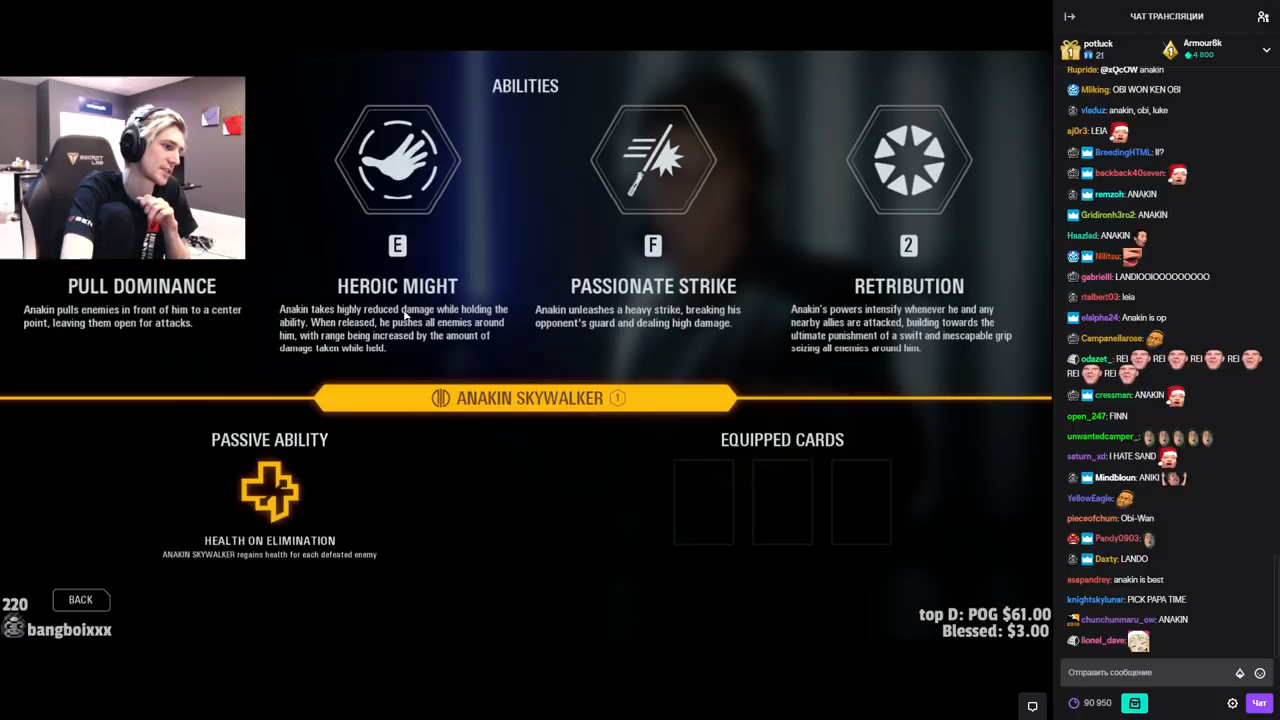 ABILITIES
E
F
2
PULL DOMINANCE
Anakin pulls enemies in front of him to a center
point, leaving them open for attacks.
HEROIC MIGHT
Anakin takes highly reduced damage while holding the
ability. When released, he pushes all enemies around
him, with range being increased by the amount of
damage taken while held.
PASSIONATE STRIKE
Anakin unleashes a heavy strike, breaking his
opponent's guard and dealing high damage.
RETRIBUTION
Anakin's powers intensify whenever he and any
nearby allies are attacked, building towards the
ultimate punishment of a swift and inescapable grip
seizing all enemies around him.
ANAKIN SKYWALKER 1
PASSIVE ABILITY
HEALTH ON ELIMINATION
ANAKIN SKYWALKER regains health for each defeated enemy
EQUIPPED CARDS
BACK
220
bangboixxx
top D: POG $61.00
Blessed: $3.00
SECRETLAB
ЧАТ ТРАНСЛЯЦИИ
1 potluck
21
1 Armour8k
4 800
Rupride: @xQcOW anakin
Mliking: OBI WON KEN OBI
vladuz: anakin, obi, luke
aj0r3: LEIA
BreedingHTML: II?
backback40seven:
remzoh: ANAKIN
Gridironh3ro2: ANAKIN
Haazlad: ANAKIN
Nilitsu:
gabrielll: LANDIOOIOOOOOOOO
rtalbert03: leia
elalpha24: Anakin is op
Campanellarose:
odazet_: REI REI REI REI
REI REI
cressman: ANAKIN
open_247: FINN
unwantedcamper_:
saturn_xd: I HATE SAND
Mindbloun: ANIKI
YellowEagle:
pieceofchum: Obi-Wan
Pandy0903:
Daxty: LANDO
asapandrey: anakin is best
knightskylunar: PICK PAPA TIME
chunchunmaru_ow: ANAKIN
lionel_dave:
Отправить сообщение
90 950
Чат